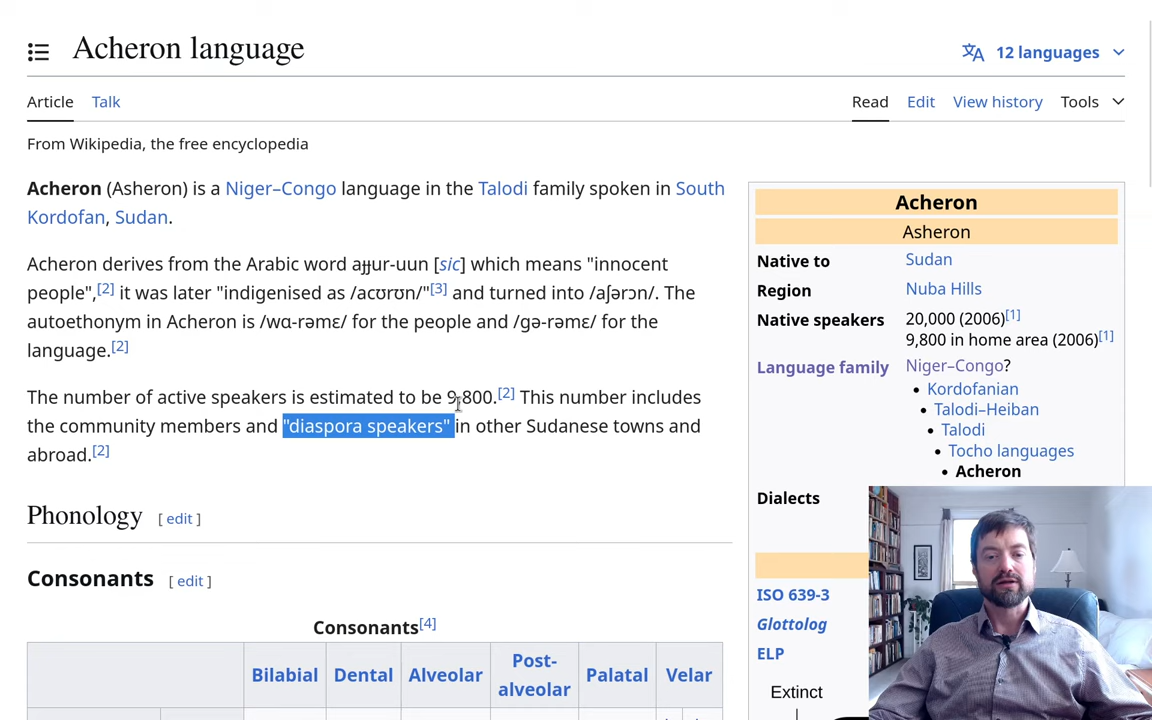 Acheron language
12 languages
Article Talk
Read Edit View history Tools
From Wikipedia, the free encyclopedia
Acheron (Asheron) is a Niger–Congo language in the Talodi family spoken in South
Kordofan, Sudan.
Acheron derives from the Arabic word aɟɟur-uun [sic] which means "innocent
people",[2] it was later "indigenised as /acʊrʊn/"[3] and turned into /aʃərɔn/. The
autoethonym in Acheron is /wɑ-rəmɛ/ for the people and /gə-rəmɛ/ for the
language.[2]
The number of active speakers is estimated to be 9,800.[2] This number includes
the community members and "diaspora speakers" in other Sudanese towns and
abroad.[2]
Phonology [ edit ]
Consonants [ edit ]
Consonants[4]
Bilabial Dental Alveolar Post-alveolar Palatal Velar
Acheron
Asheron
Native to Sudan
Region Nuba Hills
Native speakers 20,000 (2006)[1]
9,800 in home area (2006)[1]
Language family Niger–Congo?
• Kordofanian
• Talodi–Heiban
• Talodi
• Tocho languages
• Acheron
Dialects
ISO 639-3
Glottolog
ELP
Extinct